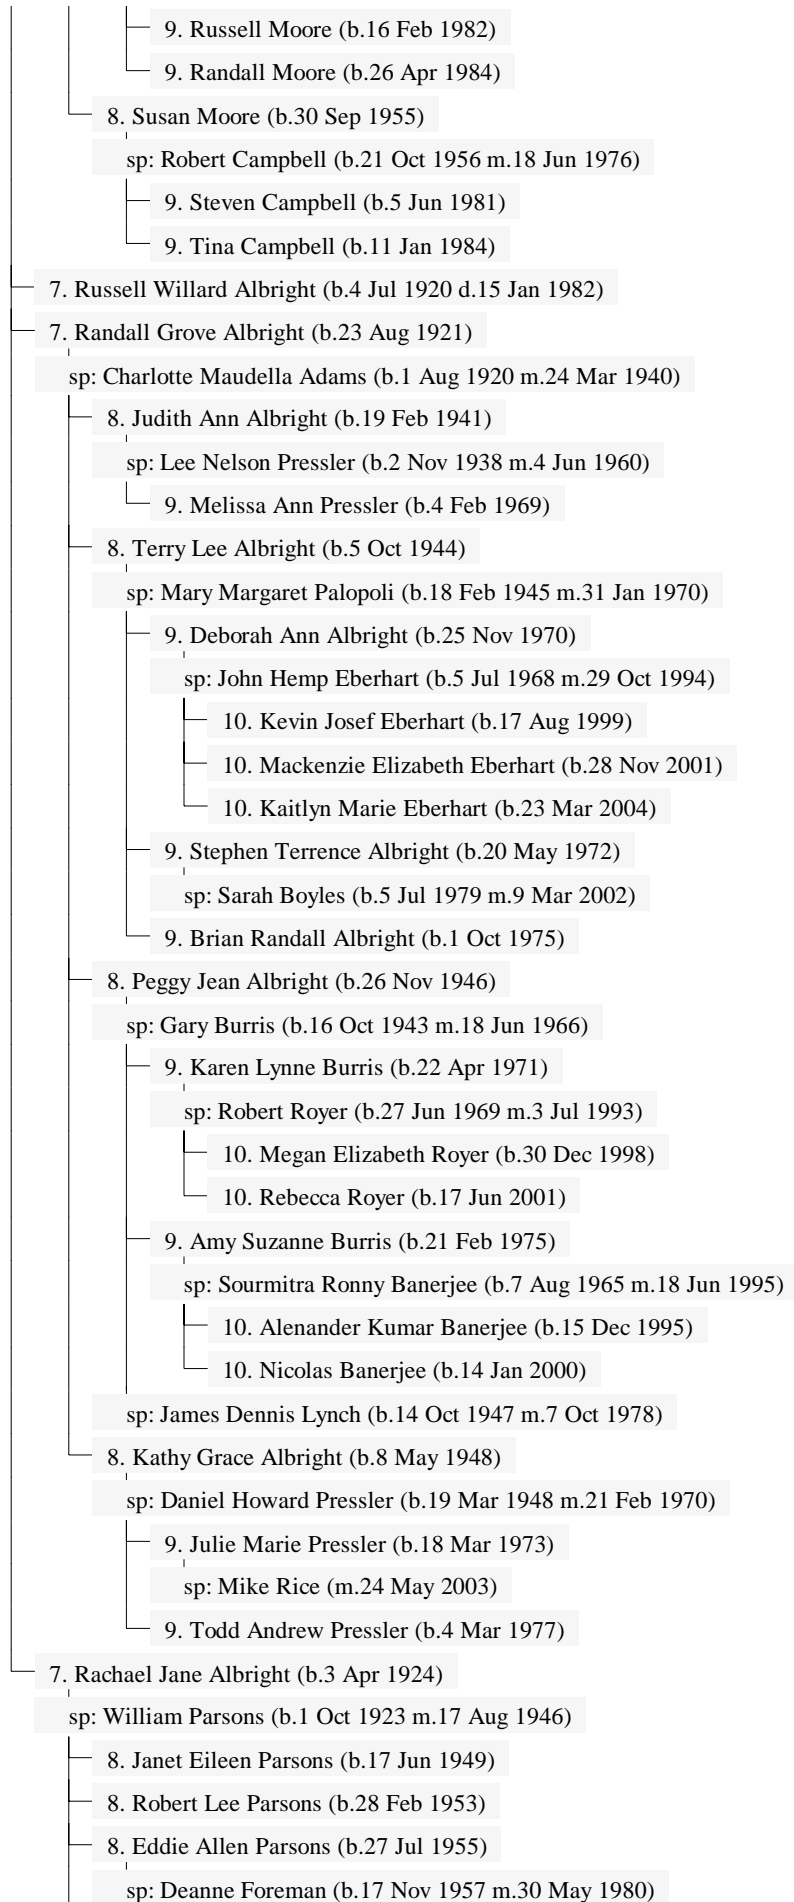 9. Russell Moore (b.16 Feb 1982)
9. Randall Moore (b.26 Apr 1984)
8. Susan Moore (b.30 Sep 1955)
sp: Robert Campbell (b.21 Oct 1956 m.18 Jun 1976)
9. Steven Campbell (b.5 Jun 1981)
9. Tina Campbell (b.11 Jan 1984)
7. Russell Willard Albright (b.4 Jul 1920 d.15 Jan 1982)
7. Randall Grove Albright (b.23 Aug 1921)
sp: Charlotte Maudella Adams (b.1 Aug 1920 m.24 Mar 1940)
8. Judith Ann Albright (b.19 Feb 1941)
sp: Lee Nelson Pressler (b.2 Nov 1938 m.4 Jun 1960)
9. Melissa Ann Pressler (b.4 Feb 1969)
8. Terry Lee Albright (b.5 Oct 1944)
sp: Mary Margaret Palopoli (b.18 Feb 1945 m.31 Jan 1970)
9. Deborah Ann Albright (b.25 Nov 1970)
sp: John Hemp Eberhart (b.5 Jul 1968 m.29 Oct 1994)
10. Kevin Josef Eberhart (b.17 Aug 1999)
10. Mackenzie Elizabeth Eberhart (b.28 Nov 2001)
10. Kaitlyn Marie Eberhart (b.23 Mar 2004)
9. Stephen Terrence Albright (b.20 May 1972)
sp: Sarah Boyles (b.5 Jul 1979 m.9 Mar 2002)
9. Brian Randall Albright (b.1 Oct 1975)
8. Peggy Jean Albright (b.26 Nov 1946)
sp: Gary Burris (b.16 Oct 1943 m.18 Jun 1966)
9. Karen Lynne Burris (b.22 Apr 1971)
sp: Robert Royer (b.27 Jun 1969 m.3 Jul 1993)
10. Megan Elizabeth Royer (b.30 Dec 1998)
10. Rebecca Royer (b.17 Jun 2001)
9. Amy Suzanne Burris (b.21 Feb 1975)
sp: Sourmitra Ronny Banerjee (b.7 Aug 1965 m.18 Jun 1995)
10. Alenander Kumar Banerjee (b.15 Dec 1995)
10. Nicolas Banerjee (b.14 Jan 2000)
sp: James Dennis Lynch (b.14 Oct 1947 m.7 Oct 1978)
8. Kathy Grace Albright (b.8 May 1948)
sp: Daniel Howard Pressler (b.19 Mar 1948 m.21 Feb 1970)
9. Julie Marie Pressler (b.18 Mar 1973)
sp: Mike Rice (m.24 May 2003)
9. Todd Andrew Pressler (b.4 Mar 1977)
7. Rachael Jane Albright (b.3 Apr 1924)
sp: William Parsons (b.1 Oct 1923 m.17 Aug 1946)
8. Janet Eileen Parsons (b.17 Jun 1949)
8. Robert Lee Parsons (b.28 Feb 1953)
8. Eddie Allen Parsons (b.27 Jul 1955)
sp: Deanne Foreman (b.17 Nov 1957 m.30 May 1980)